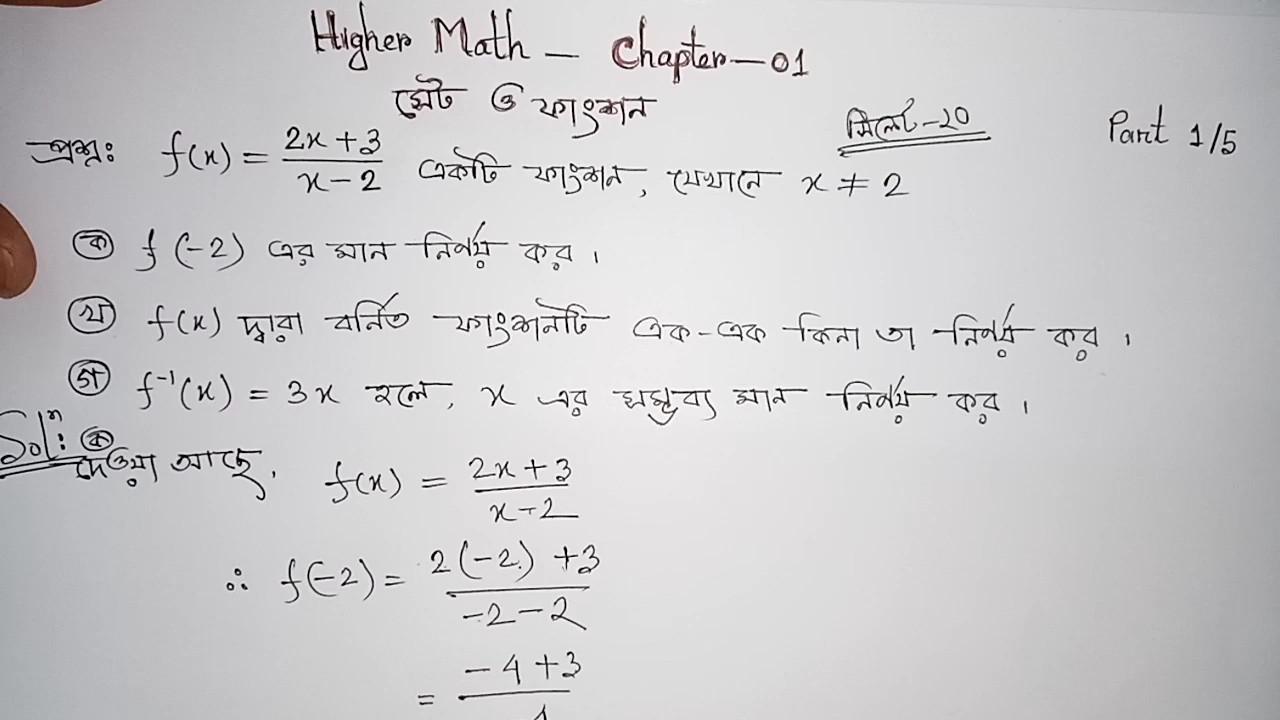 Higher Math — Chapter—01
সেট ও ফাংশন
সিলেট-২০
Part 1/5
প্রশ্নঃ f(x) = (2x+3)/(x-2) একটি ফাংশন, যেখানে x ≠ 2
(ক) f(-2) এর মান নির্ণয় কর।
(খ) f(x) দ্বারা বর্নিত ফাংশনটি এক-এক কিনা তা নির্ণয় কর।
(গ) f⁻¹(x) = 3x হলে, x এর সম্ভব্য মান নির্ণয় কর।
Solⁿ: (ক)
দেওয়া আছে, f(x) = (2x+3)/(x-2)
∴ f(-2) = (2(-2)+3)/(-2-2)
= (-4+3)/